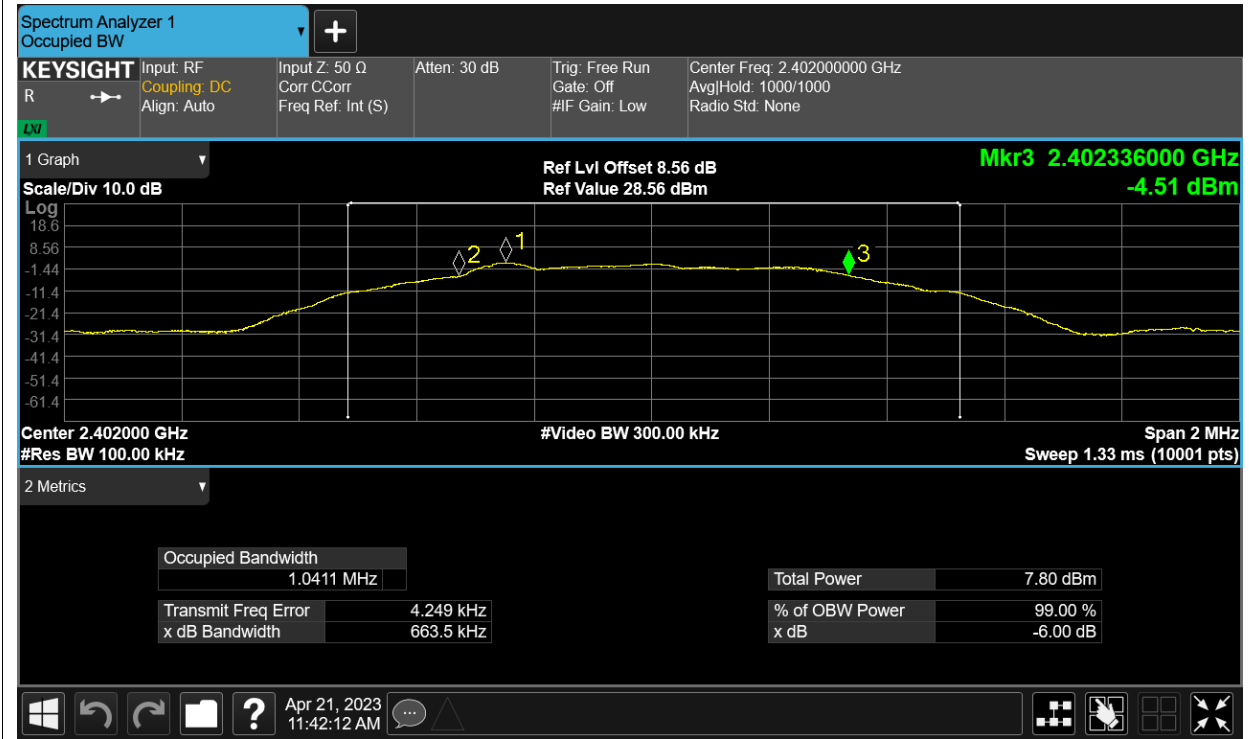 Spectrum Analyzer 1
Occupied BW
+
KEYSIGHT
R
LXI
Input: RF
Coupling: DC
Align: Auto
Input Z: 50 Ω
Corr CCorr
Freq Ref: Int (S)
Atten: 30 dB
Trig: Free Run
Gate: Off
#IF Gain: Low
Center Freq: 2.402000000 GHz
Avg|Hold: 1000/1000
Radio Std: None
1 Graph
Scale/Div 10.0 dB
Ref Lvl Offset 8.56 dB
Ref Value 28.56 dBm
Mkr3 2.402336000 GHz
-4.51 dBm
Log
18.6
8.56
-1.44
-11.4
-21.4
-31.4
-41.4
-51.4
-61.4
2
1
3
Center 2.402000 GHz
#Video BW 300.00 kHz
Span 2 MHz
#Res BW 100.00 kHz
Sweep 1.33 ms (10001 pts)
2 Metrics
Occupied Bandwidth
1.0411 MHz
Total Power 7.80 dBm
Transmit Freq Error 4.249 kHz
% of OBW Power 99.00 %
x dB Bandwidth 663.5 kHz
x dB -6.00 dB
?
Apr 21, 2023
11:42:12 AM